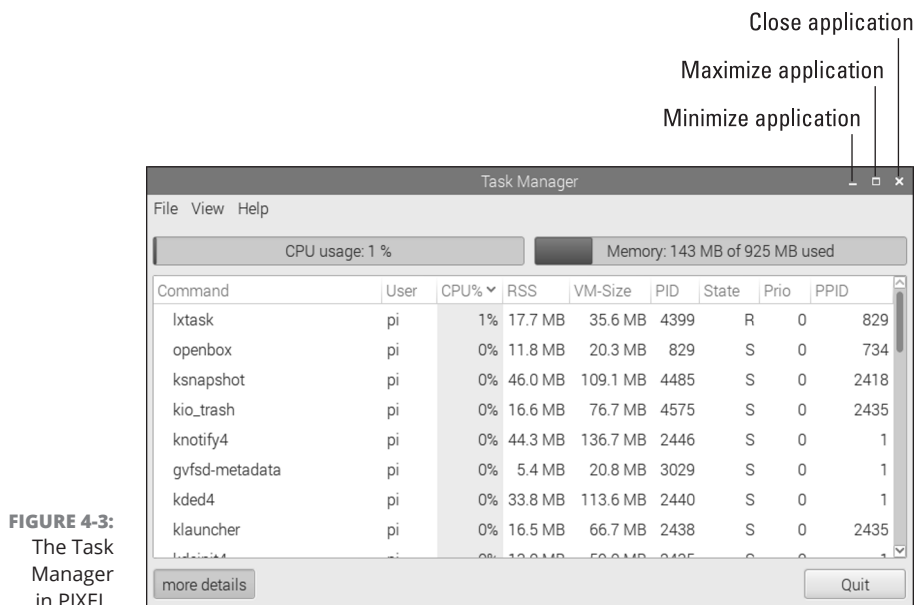 Close application
Maximize application
Minimize application
Task Manager
File View Help
CPU usage: 1 %
Memory: 143 MB of 925 MB used
Command User CPU% RSS VM-Size PID State Prio PPID
lxtask pi 1% 17.7 MB 35.6 MB 4399 R 0 829
openbox pi 0% 11.8 MB 20.3 MB 829 S 0 734
ksnapshot pi 0% 46.0 MB 109.1 MB 4485 S 0 2418
kio_trash pi 0% 16.6 MB 76.7 MB 4575 S 0 2435
knotify4 pi 0% 44.3 MB 136.7 MB 2446 S 0 1
gvfsd-metadata pi 0% 5.4 MB 20.8 MB 3029 S 0 1
kded4 pi 0% 33.8 MB 113.6 MB 2440 S 0 1
klauncher pi 0% 16.5 MB 66.7 MB 2438 S 0 2435
more details
Quit
FIGURE 4-3:
The Task
Manager
in PIXEL.